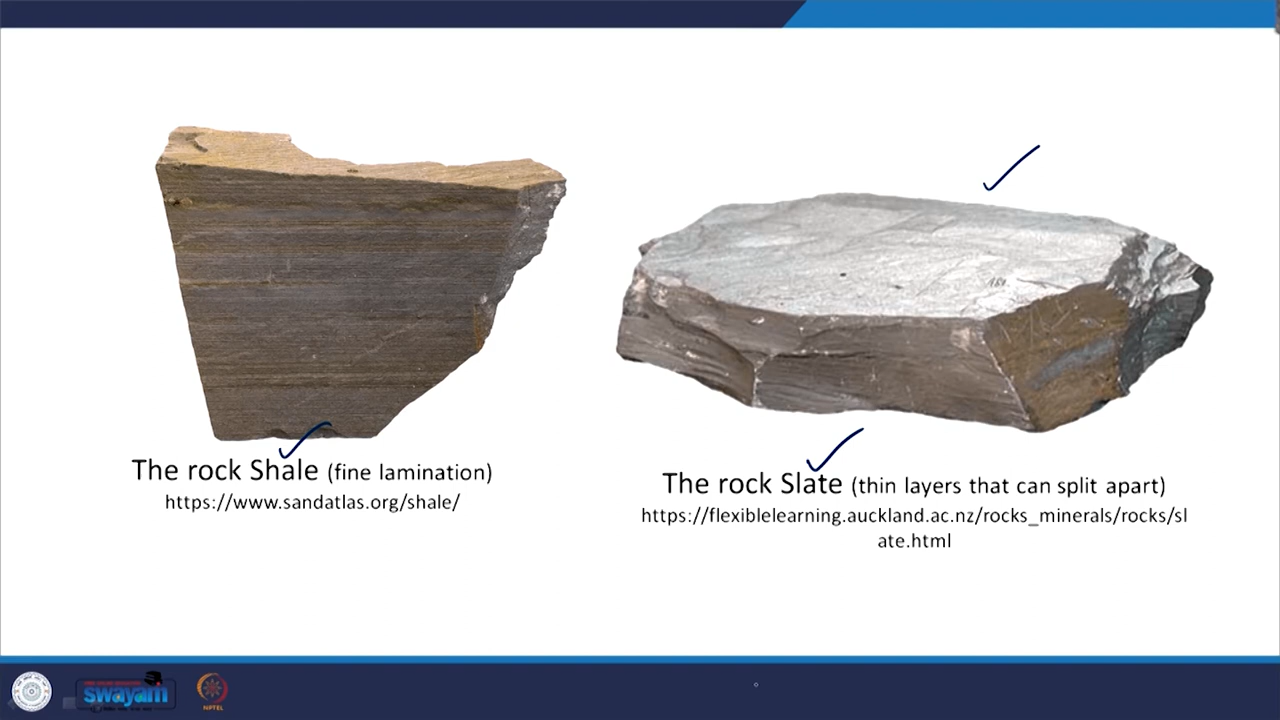 The rock Shale (fine lamination)
https://www.sandatlas.org/shale/
The rock Slate (thin layers that can split apart)
https://flexiblelearning.auckland.ac.nz/rocks_minerals/rocks/sl
ate.html
swayam
NPTEL